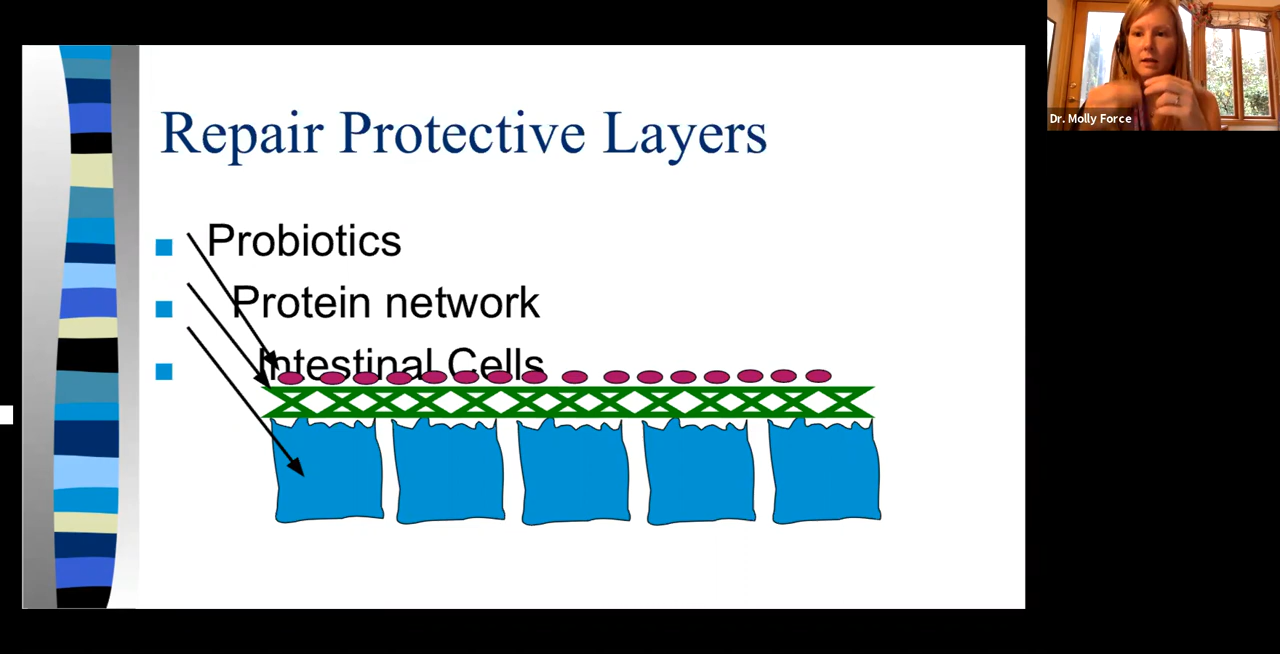 Repair Protective Layers
Probiotics
Protein network
Intestinal Cells
Dr. Molly Force